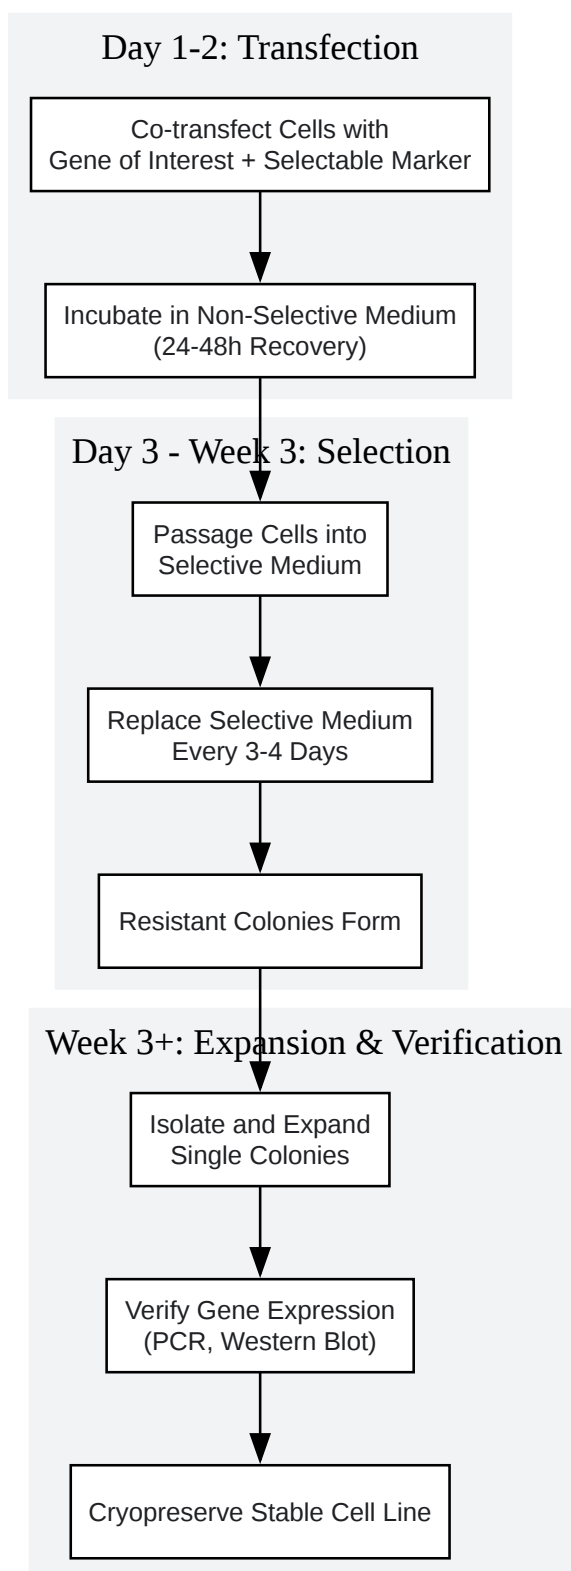 Day 1-2: Transfection
Co-transfect Cells with
Gene of Interest + Selectable Marker
Incubate in Non-Selective Medium
(24-48h Recovery)
Day 3 - Week 3: Selection
Passage Cells into
Selective Medium
Replace Selective Medium
Every 3-4 Days
Resistant Colonies Form
Week 3+: Expansion & Verification
Isolate and Expand
Single Colonies
Verify Gene Expression
(PCR, Western Blot)
Cryopreserve Stable Cell Line